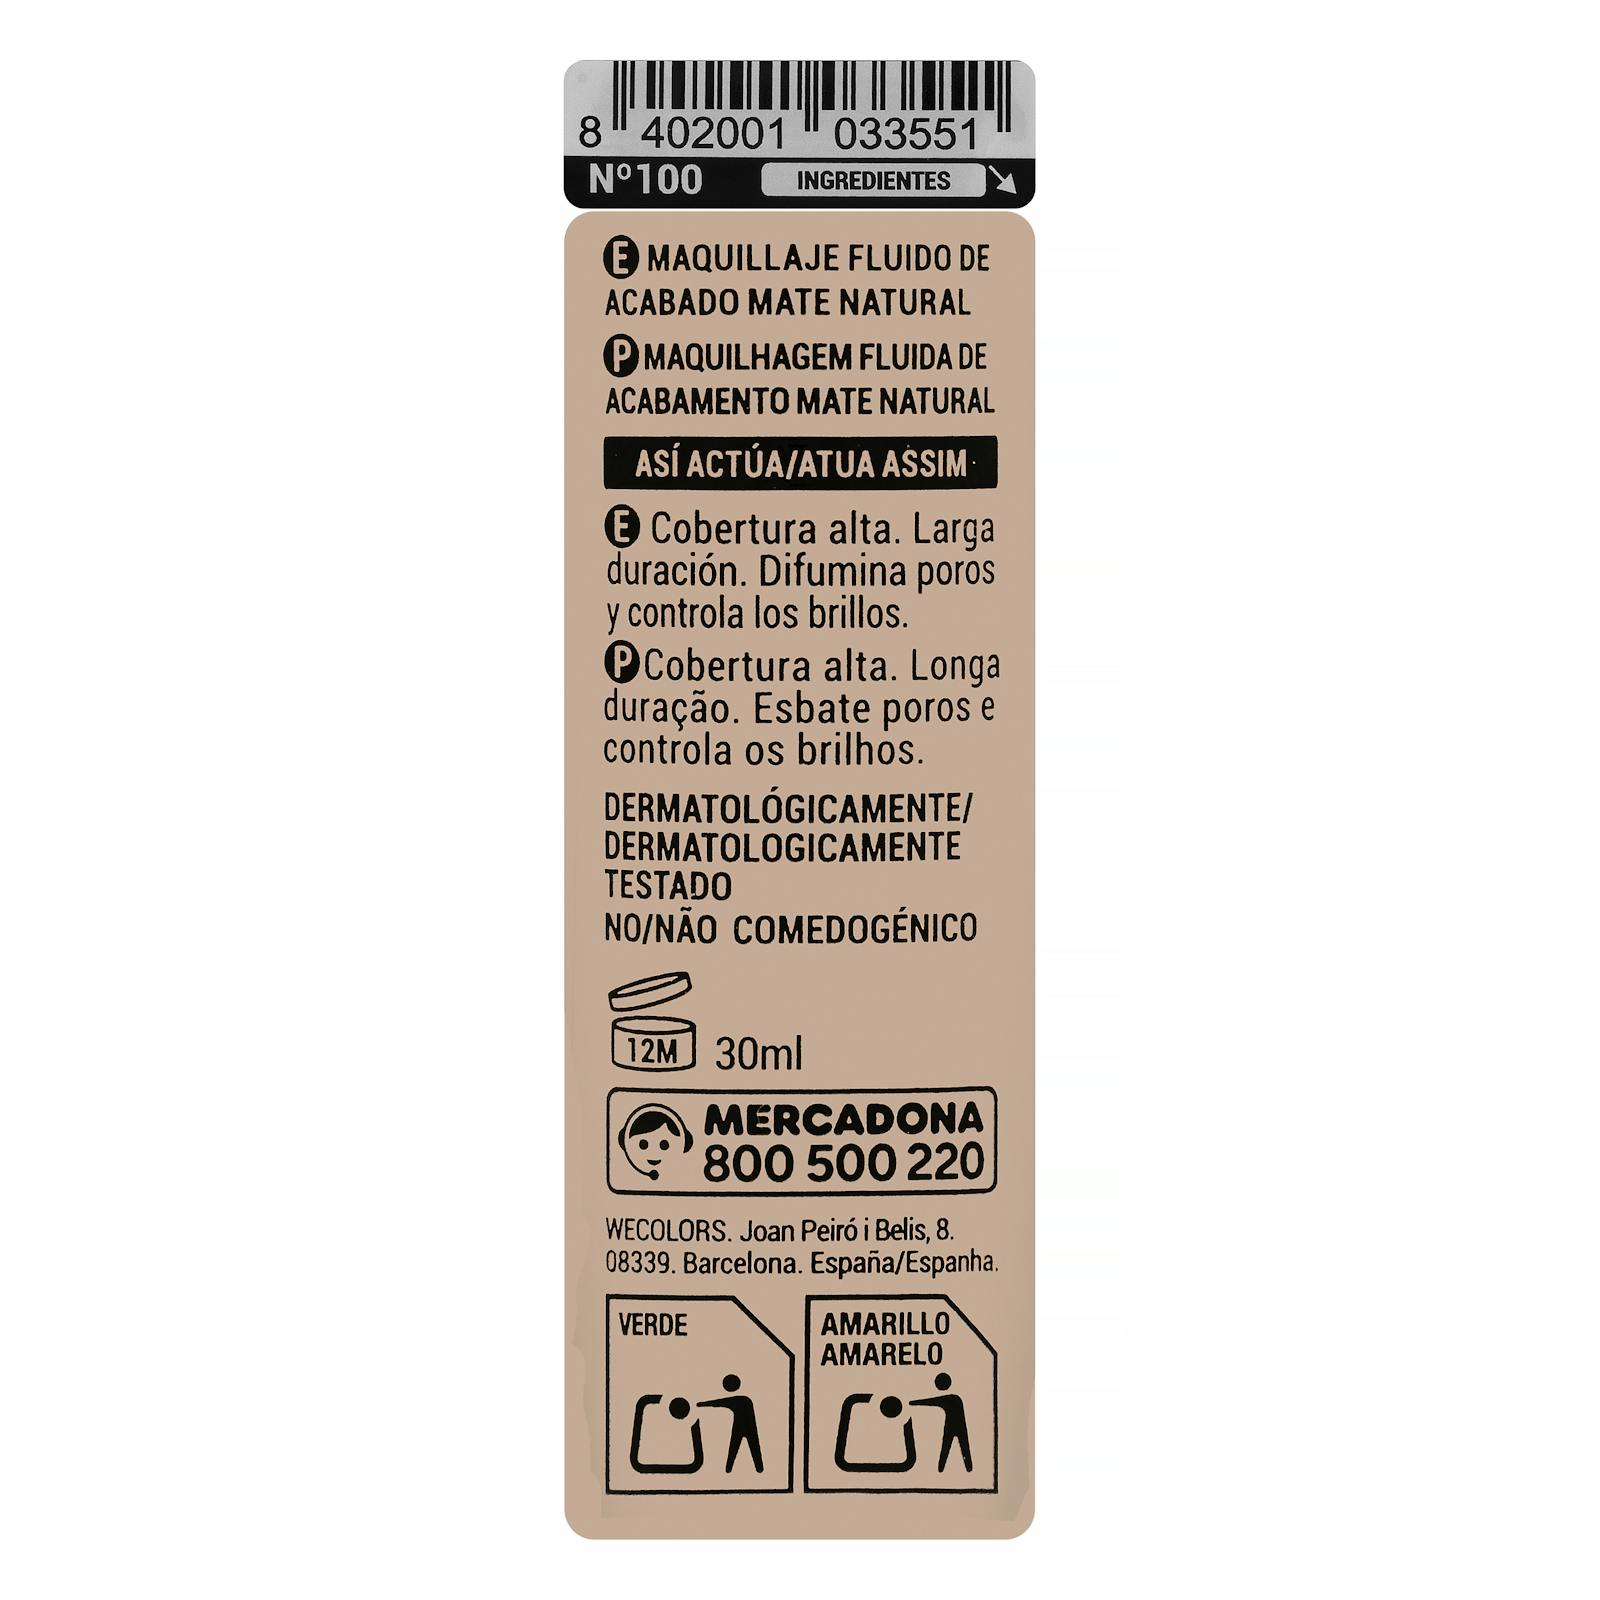 8 402001 033551
Nº100 INGREDIENTES
E MAQUILLAJE FLUIDO DE
ACABADO MATE NATURAL
P MAQUILHAGEM FLUIDA DE
ACABAMENTO MATE NATURAL
ASÍ ACTÚA/ATUA ASSIM
E Cobertura alta. Larga
duración. Difumina poros
y controla los brillos.
P Cobertura alta. Longa
duração. Esbate poros e
controla os brilhos.
DERMATOLÓGICAMENTE/
DERMATOLOGICAMENTE
TESTADO
NO/NÃO COMEDOGÉNICO
12M 30ml
MERCADONA
800 500 220
WECOLORS. Joan Peiró i Belis, 8.
08339. Barcelona. España/Espanha.
VERDE
AMARILLO
AMARELO